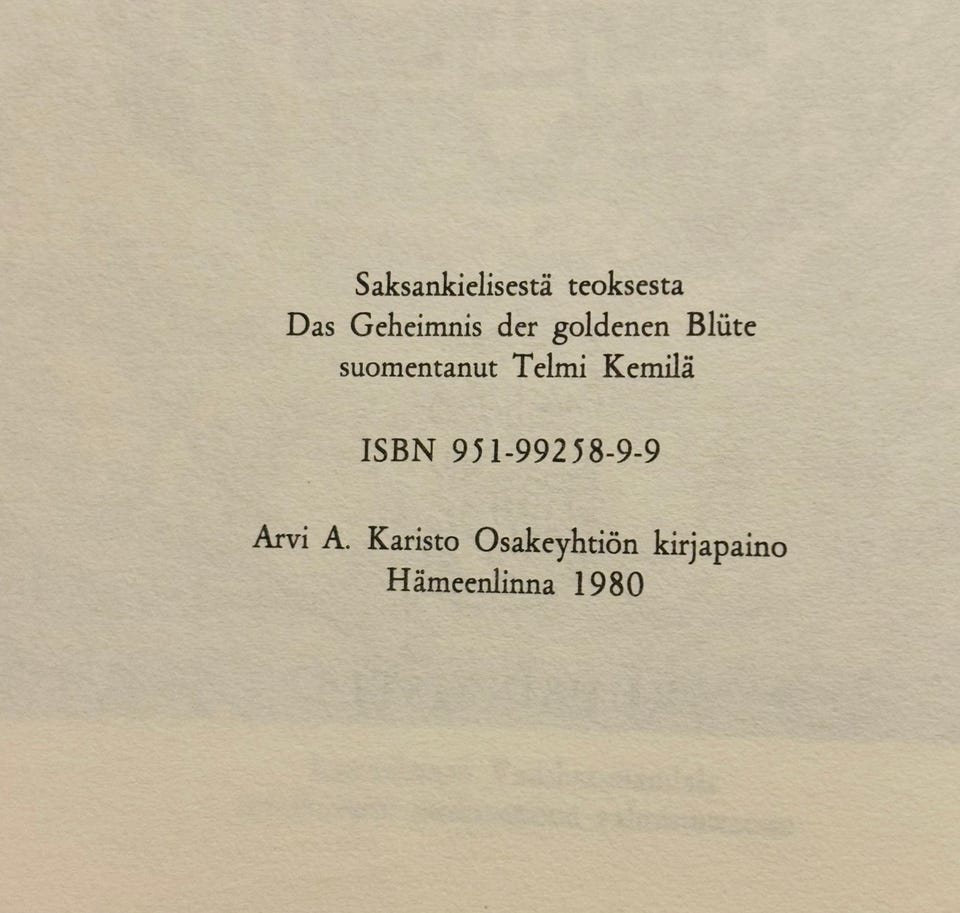 Saksankielisestä teoksesta
Das Geheimnis der goldenen Blüte
suomentanut Telmi Kemilä
ISBN 951-99258-9-9
Arvi A. Karisto Osakeyhtiön kirjapaino
Hämeenlinna 1980